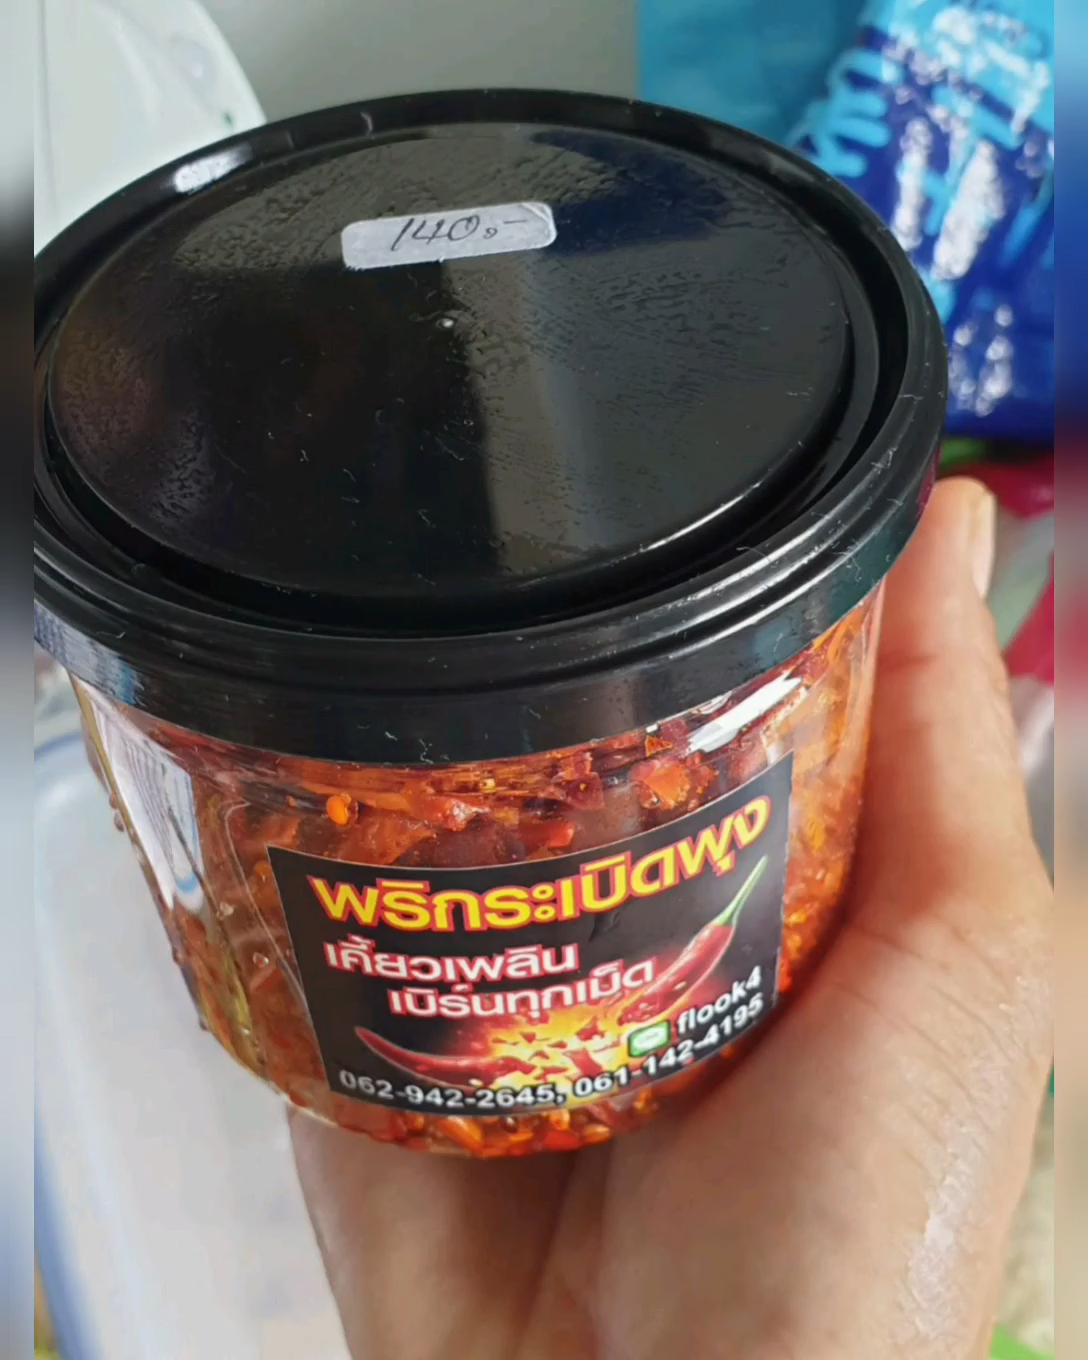 140.-
พริกระเบิดพุง
เคี้ยวเพลิน
เบิร์นทุกเม็ด
flook4
062-942-2645, 061-142-4195